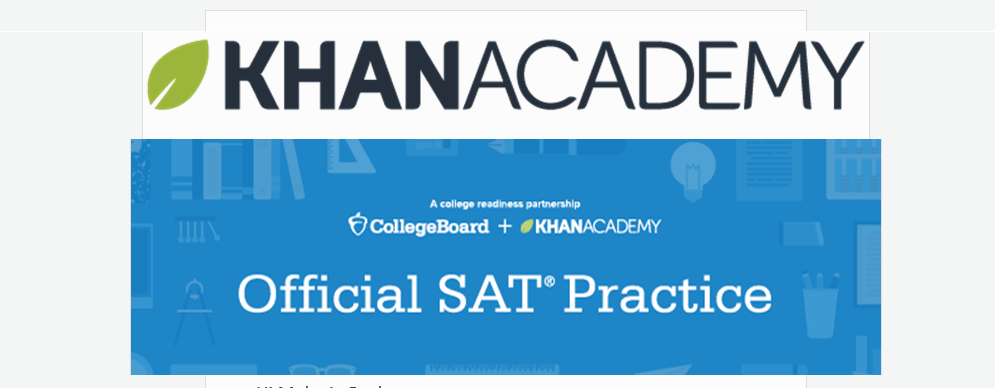 KHANACADEMY
A college readiness partnership
CollegeBoard + KHANACADEMY
Official SAT® Practice